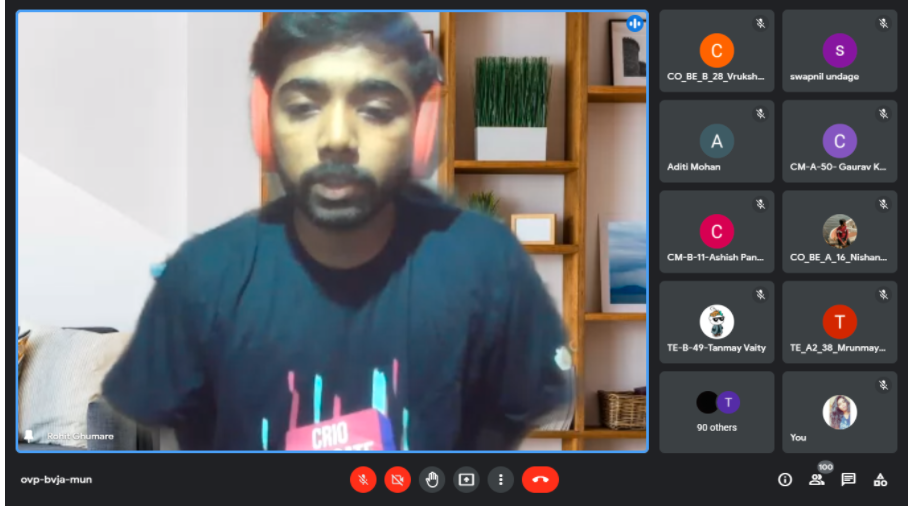 C
CO_BE_B_28_Vruksh...
s
swapnil undage
A
Aditi Mohan
C
CM-A-50- Gaurav K...
C
CM-B-11-Ashish Pan...
CO_BE_A_16_Nishan...
TE-B-49-Tanmay Vaity
T
TE_A2_38_Mrunmay...
T
90 others
You
CRIO
Rohit Ghumare
ovp-bvja-mun
100